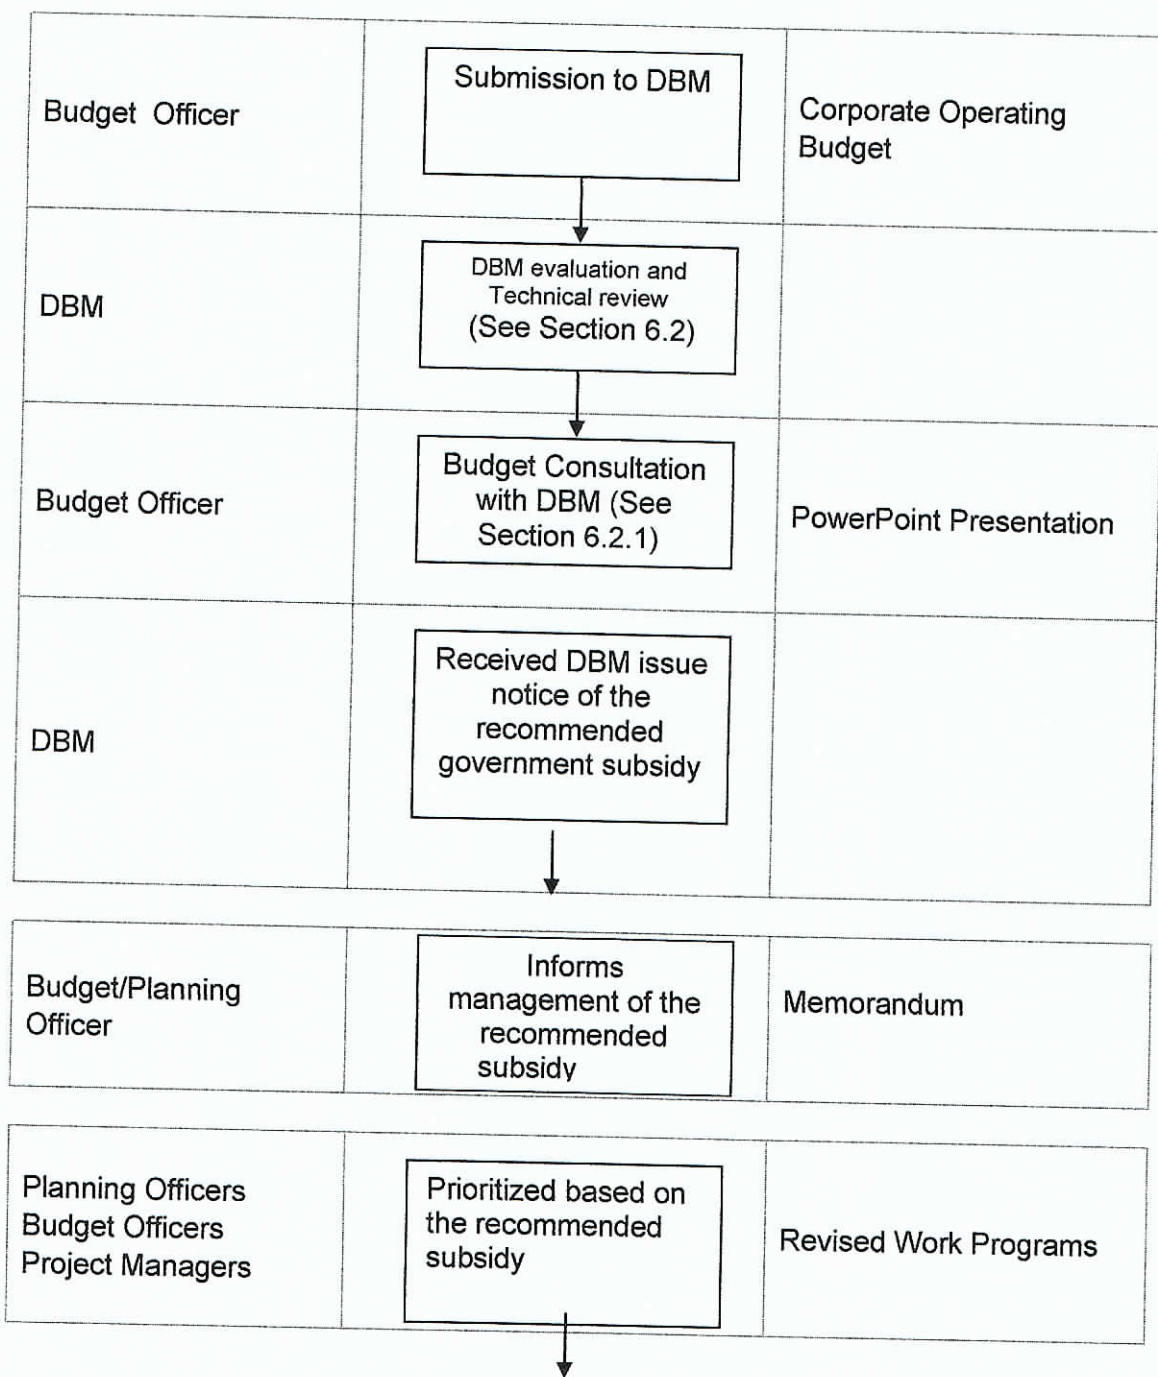 Budget Officer
Submission to DBM
Corporate Operating
Budget
DBM
DBM evaluation and
Technical review
(See Section 6.2)
Budget Officer
Budget Consultation
with DBM (See
Section 6.2.1)
PowerPoint Presentation
DBM
Received DBM issue
notice of the
recommended
government subsidy
Budget/Planning
Officer
Informs
management of the
recommended
subsidy
Memorandum
Planning Officers
Budget Officers
Project Managers
Prioritized based on
the recommended
subsidy
Revised Work Programs